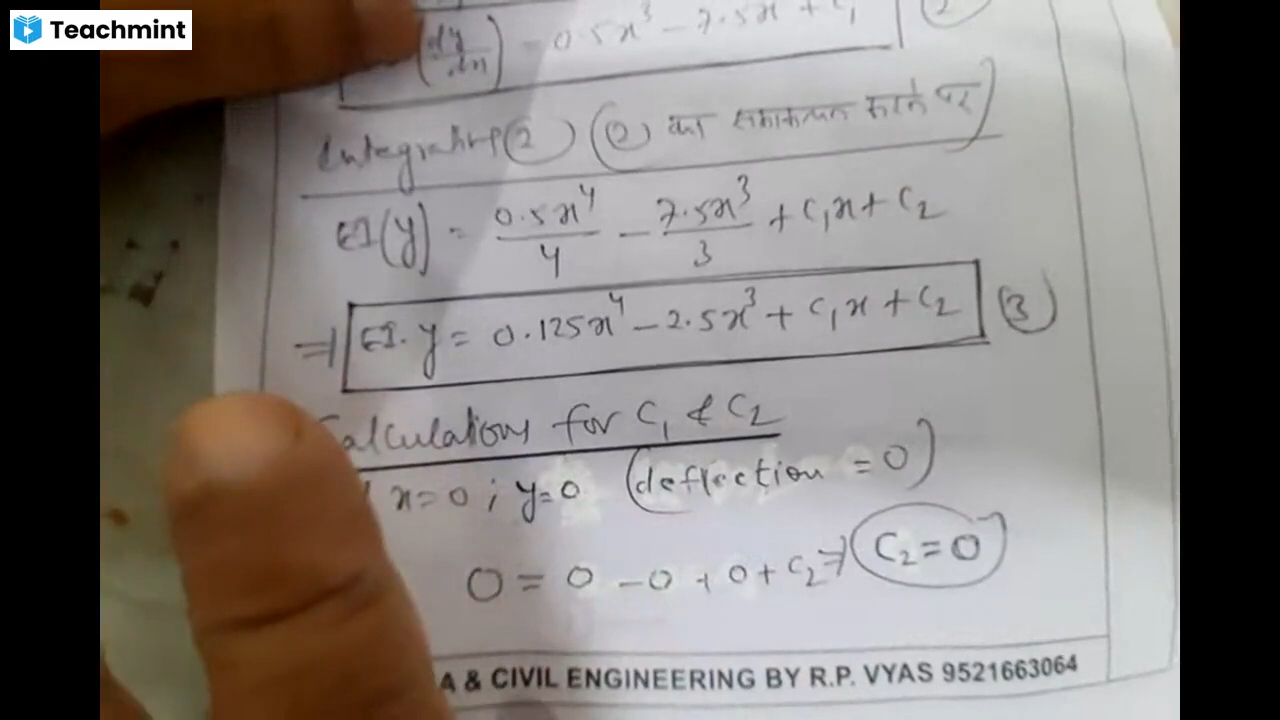 Teachmint
(dy/dx) = 0.5x³ - 7.5x + C₁ (2)
Integrating (2) ((2) का समाकलन करने पर)
EI(y) = 0.5x⁴/4 - 7.5x³/3 + C₁x + C₂
⇒ EI. y = 0.125x⁴ - 2.5x³ + C₁x + C₂ (3)
Calculations for C₁ & C₂
x=0 ; y=0 (deflection = 0)
0 = 0 - 0 + 0 + C₂ ⇒ C₂ = 0
A & CIVIL ENGINEERING BY R.P. VYAS 9521663064